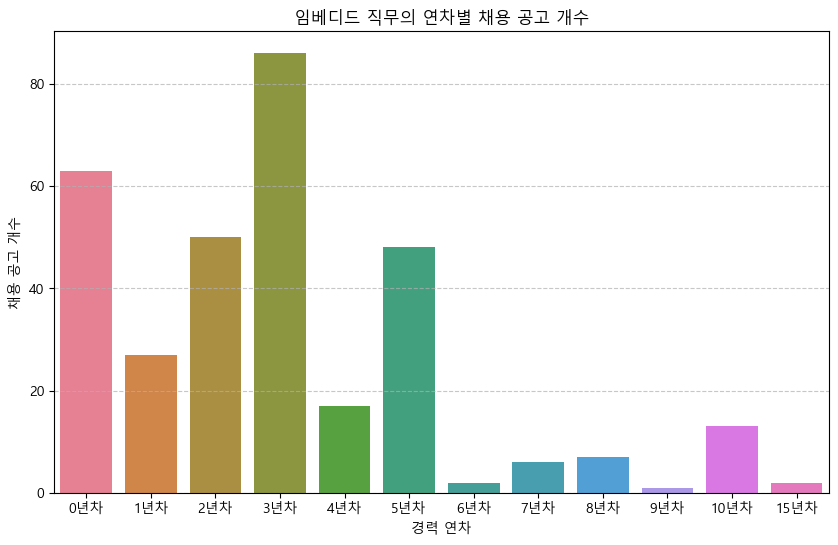 임베디드 직무의 연차별 채용 공고 개수
채용 공고 개수
80
60
40
20
0
0년차 1년차 2년차 3년차 4년차 5년차 6년차 7년차 8년차 9년차 10년차 15년차
경력 연차